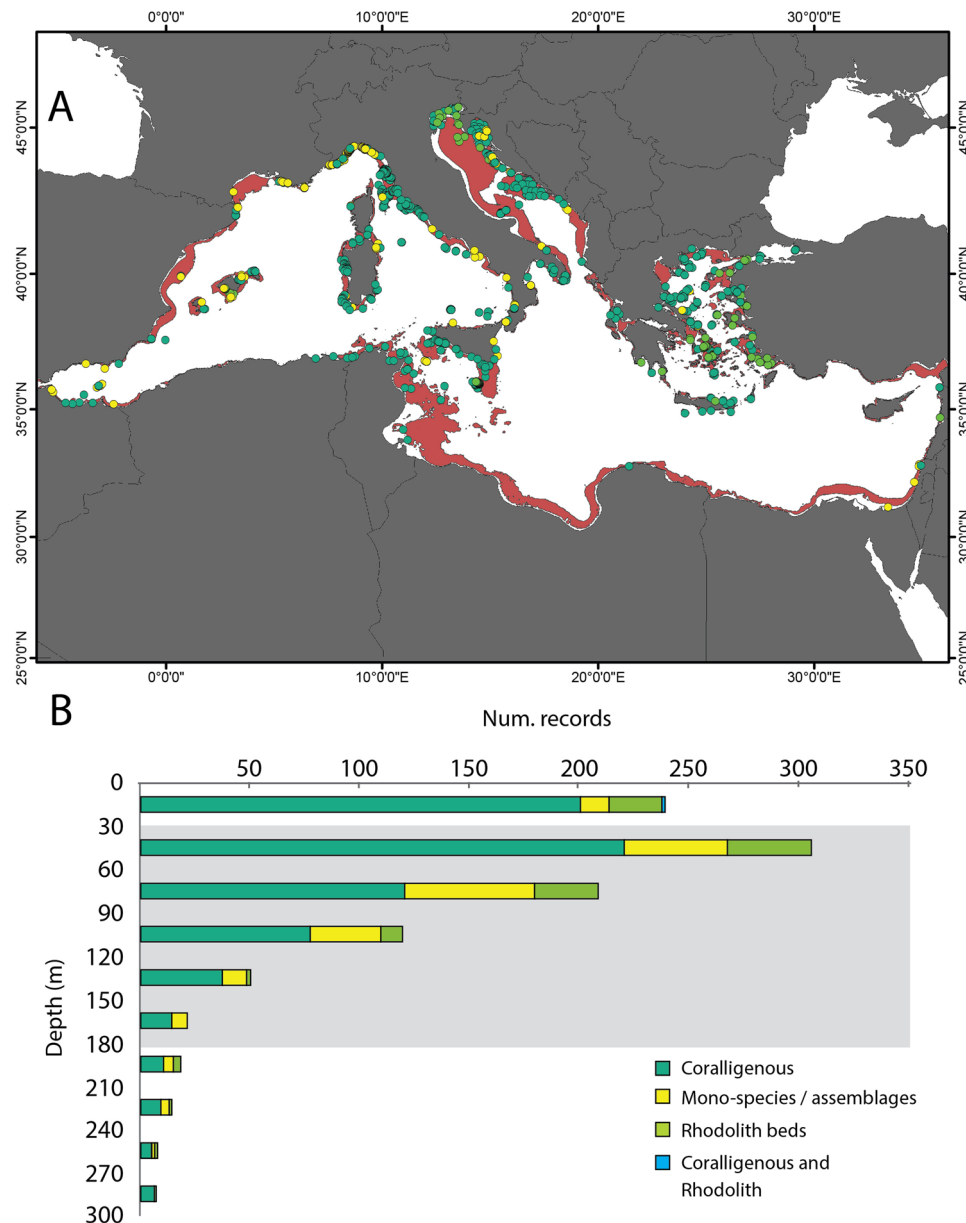 0°0'0"
10°0'0"E
20°0'0"E
30°0'0"E
A
45°0'0"N
45°0'0"N
40°0'0"N
40°0'0"N
35°0'0"N
35°0'0"N
30°0'0"N
30°0'0"N
25°0'0"N
25°0'0"N
0°0'0"
10°0'0"E
20°0'0"E
30°0'0"E
B
Num. records
0
50
100
150
200
250
300
350
30
60
90
120
150
180
210
240
270
300
Depth (m)
Coralligenous
Mono-species / assemblages
Rhodolith beds
Coralligenous and
Rhodolith